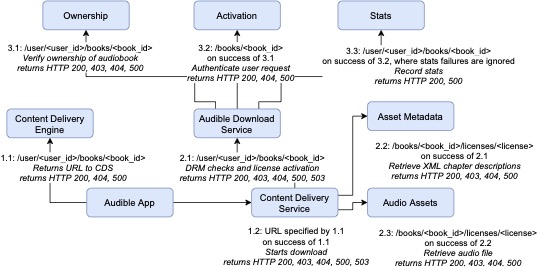 Ownership
Activation
Stats
3.1: /user/<user_id>/books/<book_id>
Verify ownership of audiobook
returns HTTP 200, 403, 404, 500
3.2: /books/<book_id>
on success of 3.1
Authenticate user request
returns HTTP 200, 404, 500
3.3: /user/<user_id>/books/<book_id>
on success of 3.2, where stats failures are ignored
Record stats
returns HTTP 200, 500
Content Delivery
Engine
Audible Download
Service
Asset Metadata
1.1: /user/<user_id>/books/<book_id>
Returns URL to CDS
returns HTTP 200, 404, 500
2.1: /user/<user_id>/books/<book_id>
DRM checks and license activation
returns HTTP 200, 403, 404, 500, 503
2.2: /books/<book_id>/licenses/<license>
on success of 2.1
Retrieve XML chapter descriptions
returns HTTP 200, 403, 404, 500
Audible App
Content Delivery
Service
Audio Assets
1.2: URL specified by 1.1
on success of 1.1
Starts download
returns HTTP 200, 403, 404, 500, 503
2.3: /books/<book_id>/licenses/<license>
on success of 2.2
Retrieve audio file
returns HTTP 200, 403, 404, 500